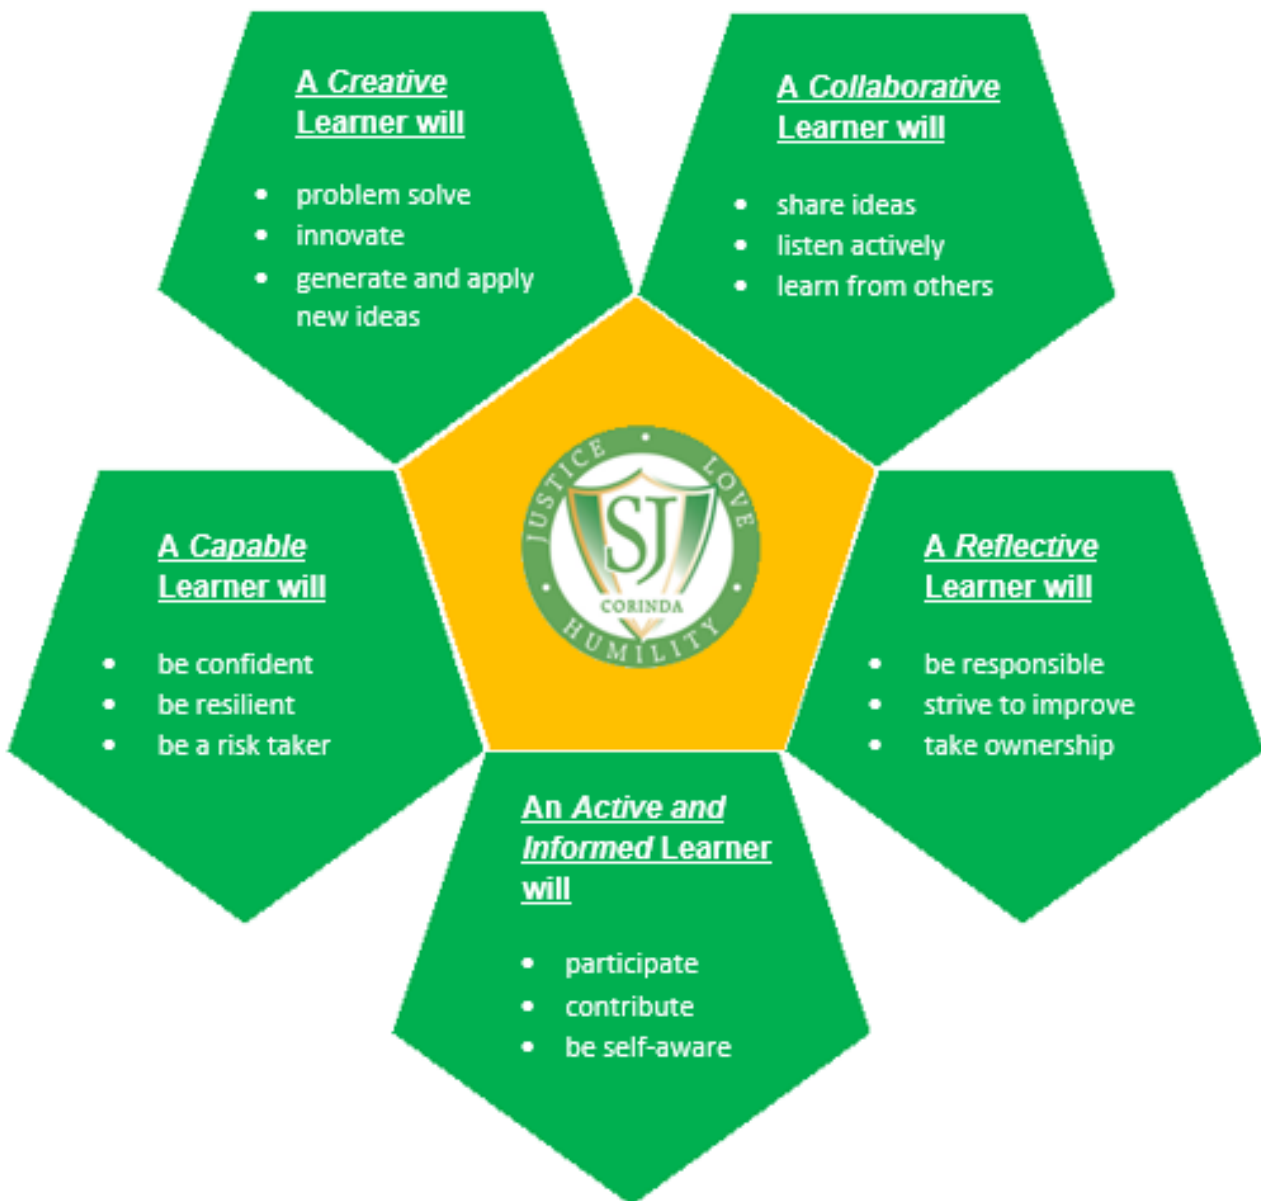 A Creative
Learner will
• problem solve
• innovate
• generate and apply
new ideas
A Collaborative
Learner will
• share ideas
• listen actively
• learn from others
JUSTICE • LOVE • HUMILITY •
SJ
CORINDA
A Capable
Learner will
• be confident
• be resilient
• be a risk taker
A Reflective
Learner will
• be responsible
• strive to improve
• take ownership
An Active and
Informed Learner
will
• participate
• contribute
• be self-aware